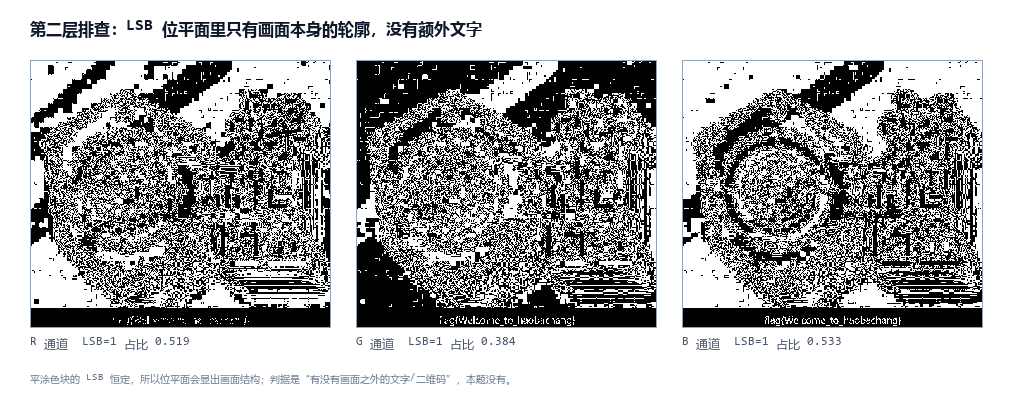 第二层排查：LSB 位平面里只有画面本身的轮廓，没有额外文字
flag{Welcome_to_haobachang}
flag{Welcome_to_haobachang}
flag{Welcome_to_haobachang}
R 通道 LSB=1 占比 0.519
G 通道 LSB=1 占比 0.384
B 通道 LSB=1 占比 0.533
平涂色块的 LSB 恒定，所以位平面会显出画面结构；判据是“有没有画面之外的文字/二维码”，本题没有。